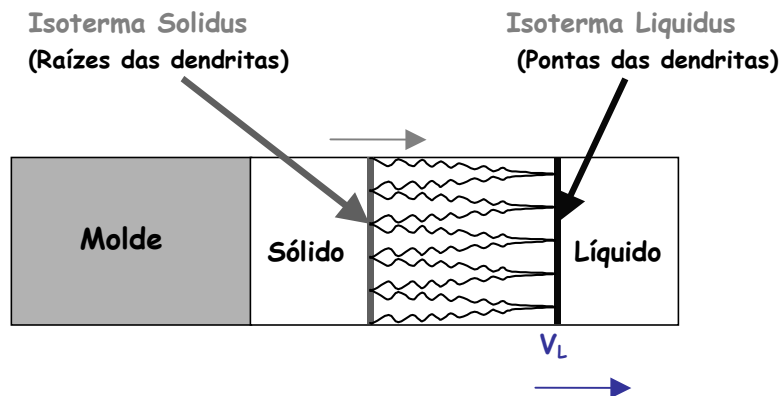 Isoterma Solidus
(Raízes das dendritas)
Isoterma Liquidus
(Pontas das dendritas)
Molde
Sólido
Líquido
VL